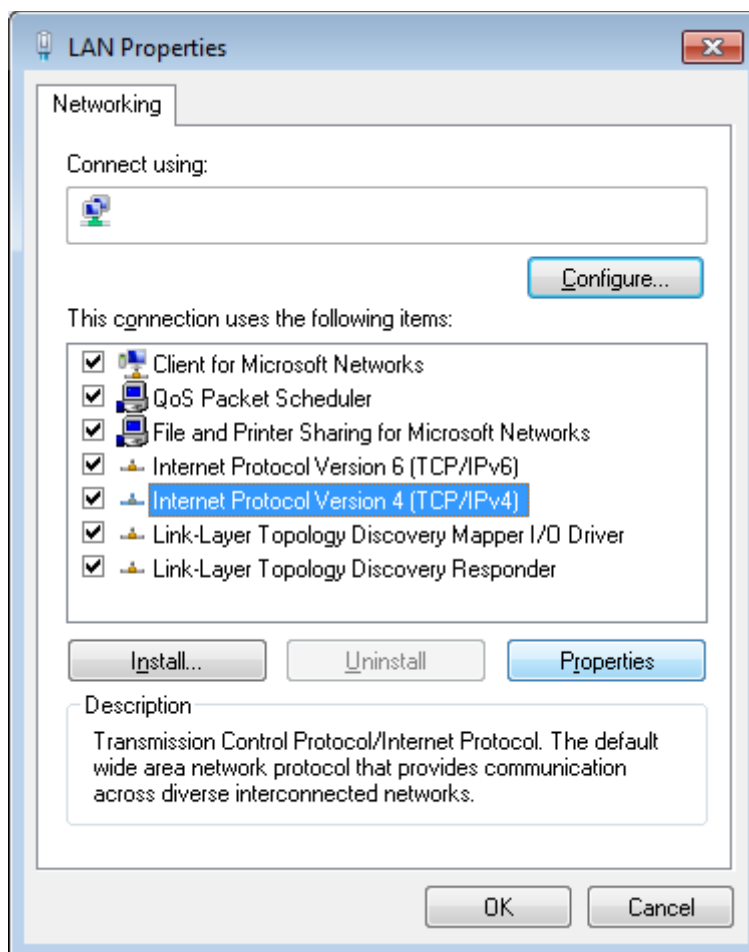 LAN Properties
Networking
Connect using:
Configure...
This connection uses the following items:
Client for Microsoft Networks
QoS Packet Scheduler
File and Printer Sharing for Microsoft Networks
Internet Protocol Version 6 (TCP/IPv6)
Internet Protocol Version 4 (TCP/IPv4)
Link-Layer Topology Discovery Mapper I/O Driver
Link-Layer Topology Discovery Responder
Install...
Uninstall
Properties
Description
Transmission Control Protocol/Internet Protocol. The default
wide area network protocol that provides communication
across diverse interconnected networks.
OK
Cancel